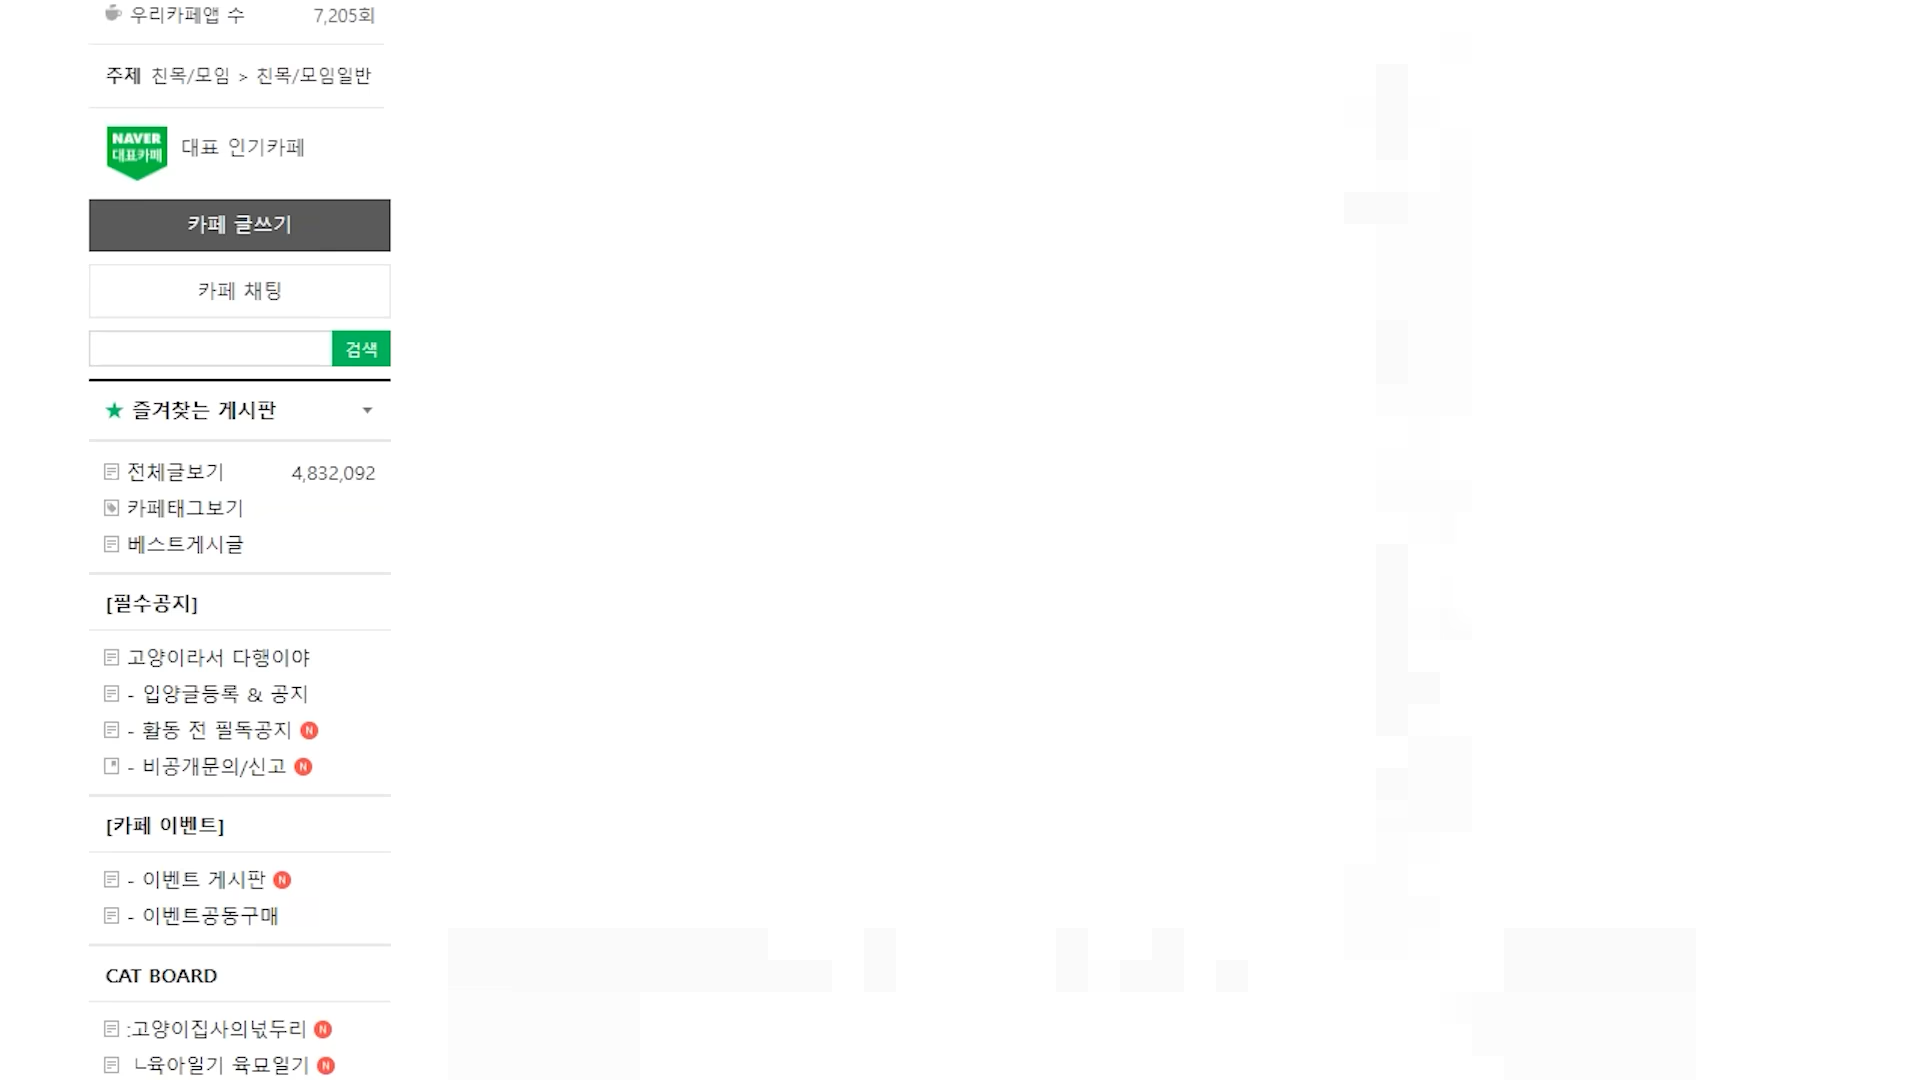 우리카페앱 수 7,205회
주제 친목/모임 > 친목/모임일반
NAVER
대표카페
대표 인기카페
카페 글쓰기
카페 채팅
검색
★ 즐겨찾는 게시판
전체글보기 4,832,092
카페태그보기
베스트게시글
[필수공지]
고양이라서 다행이야
- 입양글등록 & 공지
- 활동 전 필독공지 N
- 비공개문의/신고 N
[카페 이벤트]
- 이벤트 게시판 N
- 이벤트공동구매
CAT BOARD
:고양이집사의넋두리 N
└육아일기 육묘일기 N